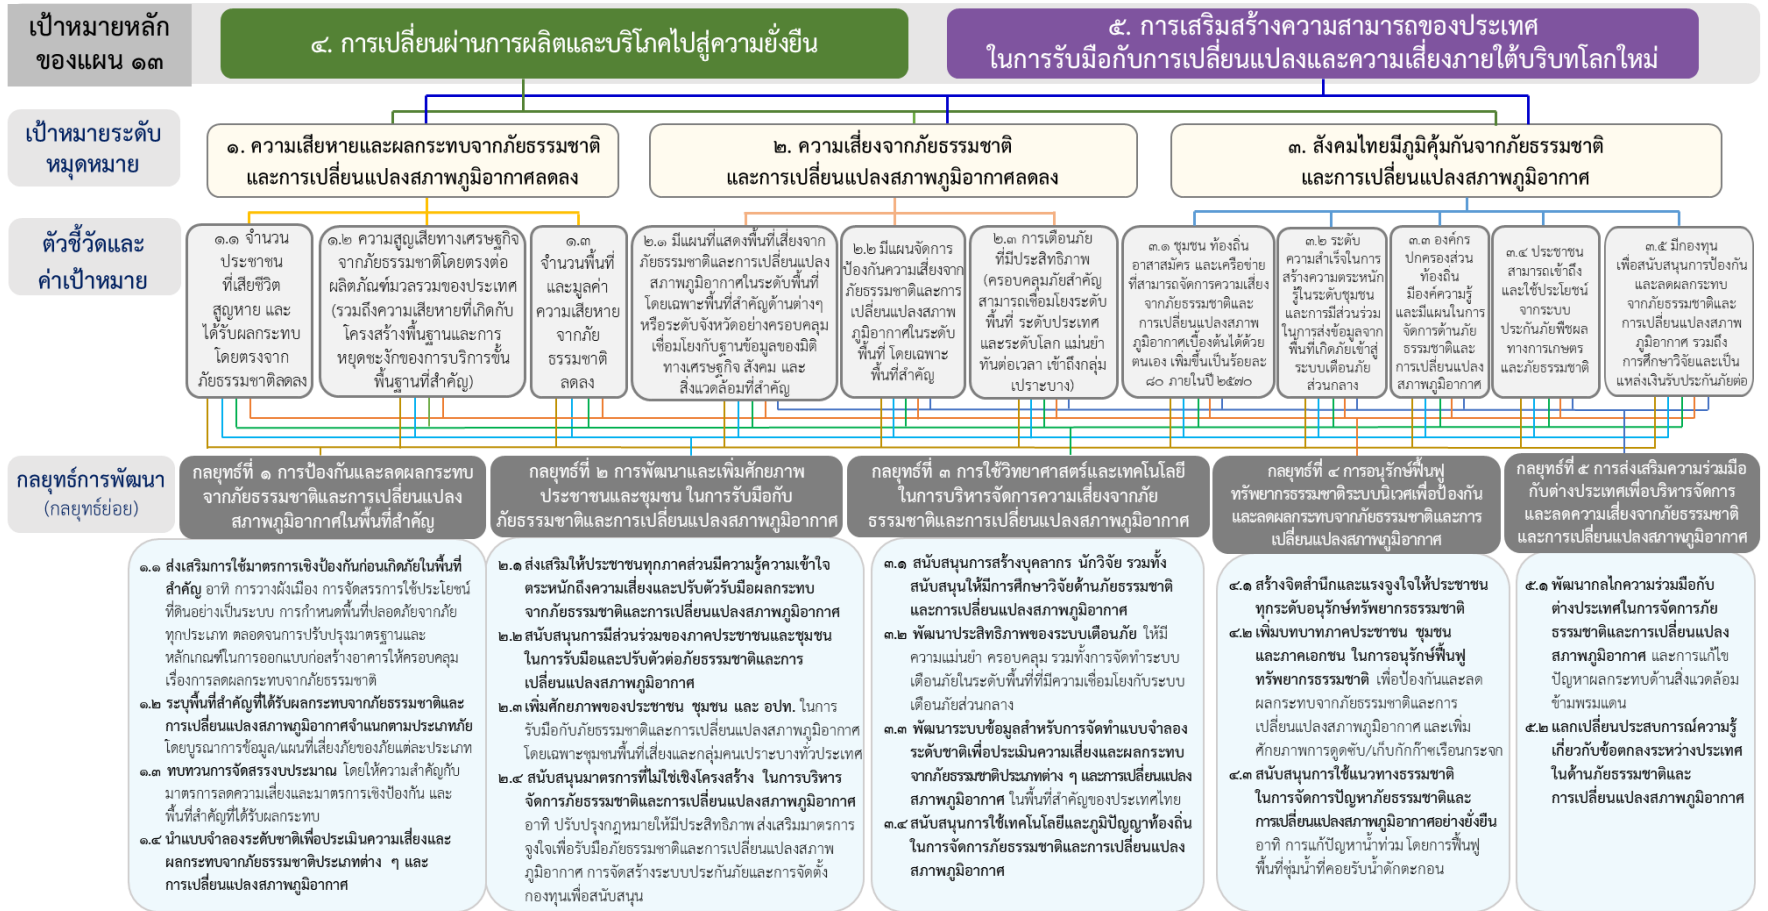 เป้าหมายหลัก
ของแผน ๑๓
๔. การเปลี่ยนผ่านการผลิตและบริโภคไปสู่ความยั่งยืน
๕. การเสริมสร้างความสามารถของประเทศ
ในการรับมือกับการเปลี่ยนแปลงและความเสี่ยงภายใต้บริบทโลกใหม่
เป้าหมายระดับ
หมุดหมาย
๑. ความเสียหายและผลกระทบจากภัยธรรมชาติ
และการเปลี่ยนแปลงสภาพภูมิอากาศลดลง
๒. ความเสี่ยงจากภัยธรรมชาติ
และการเปลี่ยนแปลงสภาพภูมิอากาศลดลง
๓. สังคมไทยมีภูมิคุ้มกันจากภัยธรรมชาติ
และการเปลี่ยนแปลงสภาพภูมิอากาศ
ตัวชี้วัดและ
ค่าเป้าหมาย
๑.๑ จำนวน
ประชาชน
ที่เสียชีวิต
สูญหาย และ
ได้รับผลกระทบ
โดยตรงจาก
ภัยธรรมชาติลดลง
๑.๒ ความสูญเสียทางเศรษฐกิจ
จากภัยธรรมชาติโดยตรงต่อ
ผลิตภัณฑ์มวลรวมของประเทศ
(รวมถึงความเสียหายที่เกิดกับ
โครงสร้างพื้นฐานและการ
หยุดชะงักของการบริการขั้น
พื้นฐานที่สำคัญ)
๑.๓
จำนวนพื้นที่
และมูลค่า
ความเสียหาย
จากภัย
ธรรมชาติ
ลดลง
๒.๑ มีแผนที่แสดงพื้นที่เสี่ยงจาก
ภัยธรรมชาติและการเปลี่ยนแปลง
สภาพภูมิอากาศในระดับพื้นที่
โดยเฉพาะพื้นที่สำคัญด้านต่างๆ
หรือระดับจังหวัดอย่างครอบคลุม
เชื่อมโยงกับฐานข้อมูลของมิติ
ทางเศรษฐกิจ สังคม และ
สิ่งแวดล้อมที่สำคัญ
๒.๒ มีแผนจัดการ
ป้องกันความเสี่ยงจาก
ภัยธรรมชาติและการ
เปลี่ยนแปลงสภาพ
ภูมิอากาศในระดับ
พื้นที่ โดยเฉพาะ
พื้นที่สำคัญ
๒.๓ การเตือนภัย
ที่มีประสิทธิภาพ
(ครอบคลุมภัยสำคัญ
สามารถเชื่อมโยงระดับ
พื้นที่ ระดับประเทศ
และระดับโลก แม่นยำ
ทันต่อเวลา เข้าถึงกลุ่ม
เปราะบาง)
๓.๑ ชุมชน ท้องถิ่น
อาสาสมัคร และเครือข่าย
ที่สามารถจัดการความเสี่ยง
จากภัยธรรมชาติและ
การเปลี่ยนแปลงสภาพ
ภูมิอากาศเบื้องต้นได้ด้วย
ตนเอง เพิ่มขึ้นเป็นร้อยละ
๘๐ ภายในปี ๒๕๗๐
๓.๒ ระดับ
ความสำเร็จในการ
สร้างความตระหนัก
รู้ในระดับชุมชน
และการมีส่วนร่วม
ในการส่งข้อมูลจาก
พื้นที่เกิดภัยเข้าสู่
ระบบเตือนภัย
ส่วนกลาง
๓.๓ องค์กร
ปกครองส่วน
ท้องถิ่น
มีองค์ความรู้
และมีแผนในการ
จัดการด้านภัย
ธรรมชาติและ
การเปลี่ยนแปลง
สภาพภูมิอากาศ
๓.๔ ประชาชน
สามารถเข้าถึง
และใช้ประโยชน์
จากระบบ
ประกันภัยพืชผล
ทางการเกษตร
และภัยธรรมชาติ
๓.๕ มีกองทุน
เพื่อสนับสนุนการป้องกัน
และลดผลกระทบ
จากภัยธรรมชาติและ
การเปลี่ยนแปลงสภาพ
ภูมิอากาศ รวมถึง
การศึกษาวิจัยและเป็น
แหล่งเงินรับประกันภัยต่อ
กลยุทธ์การพัฒนา
(กลยุทธ์ย่อย)
กลยุทธ์ที่ ๑ การป้องกันและลดผลกระทบ
จากภัยธรรมชาติและการเปลี่ยนแปลง
สภาพภูมิอากาศในพื้นที่สำคัญ
กลยุทธ์ที่ ๒ การพัฒนาและเพิ่มศักยภาพ
ประชาชนและชุมชน ในการรับมือกับ
ภัยธรรมชาติและการเปลี่ยนแปลงสภาพภูมิอากาศ
กลยุทธ์ที่ ๓ การใช้วิทยาศาสตร์และเทคโนโลยี
ในการบริหารจัดการความเสี่ยงจากภัย
ธรรมชาติและการเปลี่ยนแปลงสภาพภูมิอากาศ
กลยุทธ์ที่ ๔ การอนุรักษ์ฟื้นฟู
ทรัพยากรธรรมชาติระบบนิเวศเพื่อป้องกัน
และลดผลกระทบจากภัยธรรมชาติและการ
เปลี่ยนแปลงสภาพภูมิอากาศ
กลยุทธ์ที่ ๕ การส่งเสริมความร่วมมือ
กับต่างประเทศเพื่อบริหารจัดการ
และลดความเสี่ยงจากภัยธรรมชาติ
และการเปลี่ยนแปลงสภาพภูมิอากาศ
๑.๑ ส่งเสริมการใช้มาตรการเชิงป้องกันก่อนเกิดภัยในพื้นที่
สำคัญ อาทิ การวางผังเมือง การจัดสรรการใช้ประโยชน์
ที่ดินอย่างเป็นระบบ การกำหนดพื้นที่ปลอดภัยจากภัย
ทุกประเภท ตลอดจนการปรับปรุงมาตรฐานและ
หลักเกณฑ์ในการออกแบบก่อสร้างอาคารให้ครอบคลุม
เรื่องการลดผลกระทบจากภัยธรรมชาติ
๑.๒ ระบุพื้นที่สำคัญที่ได้รับผลกระทบจากภัยธรรมชาติและ
การเปลี่ยนแปลงสภาพภูมิอากาศจำแนกตามประเภทภัย
โดยบูรณาการข้อมูล/แผนที่เสี่ยงภัยของภัยแต่ละประเภท
๑.๓ ทบทวนการจัดสรรงบประมาณ โดยให้ความสำคัญกับ
มาตรการลดความเสี่ยงและมาตรการเชิงป้องกัน และ
พื้นที่สำคัญที่ได้รับผลกระทบ
๑.๔ นำแบบจำลองระดับชาติเพื่อประเมินความเสี่ยงและ
ผลกระทบจากภัยธรรมชาติประเภทต่าง ๆ และ
การเปลี่ยนแปลงสภาพภูมิอากาศ
๒.๑ ส่งเสริมให้ประชาชนทุกภาคส่วนมีความรู้ความเข้าใจ
ตระหนักถึงความเสี่ยงและปรับตัวรับมือผลกระทบ
จากภัยธรรมชาติและการเปลี่ยนแปลงสภาพภูมิอากาศ
๒.๒ สนับสนุนการมีส่วนร่วมของภาคประชาชนและชุมชน
ในการรับมือและปรับตัวต่อภัยธรรมชาติและการ
เปลี่ยนแปลงสภาพภูมิอากาศ
๒.๓ เพิ่มศักยภาพของประชาชน ชุมชน และ อปท. ในการ
รับมือกับภัยธรรมชาติและการเปลี่ยนแปลงสภาพภูมิอากาศ
โดยเฉพาะชุมชนพื้นที่เสี่ยงและกลุ่มคนเปราะบางทั่วประเทศ
๒.๔ สนับสนุนมาตรการที่ไม่ใช่เชิงโครงสร้าง ในการบริหาร
จัดการภัยธรรมชาติและการเปลี่ยนแปลงสภาพภูมิอากาศ
อาทิ ปรับปรุงกฎหมายให้มีประสิทธิภาพ ส่งเสริมมาตรการ
จูงใจเพื่อรับมือภัยธรรมชาติและการเปลี่ยนแปลงสภาพ
ภูมิอากาศ การจัดสร้างระบบประกันภัยและการจัดตั้ง
กองทุนเพื่อสนับสนุน
๓.๑ สนับสนุนการสร้างบุคลากร นักวิจัย รวมทั้ง
สนับสนุนให้มีการศึกษาวิจัยด้านภัยธรรมชาติ
และการเปลี่ยนแปลงสภาพภูมิอากาศ
๓.๒ พัฒนาประสิทธิภาพของระบบเตือนภัย ให้มี
ความแม่นยำ ครอบคลุม รวมทั้งการจัดทำระบบ
เตือนภัยในระดับพื้นที่ที่มีความเชื่อมโยงกับระบบ
เตือนภัยส่วนกลาง
๓.๓ พัฒนาระบบข้อมูลสำหรับการจัดทำแบบจำลอง
ระดับชาติเพื่อประเมินความเสี่ยงและผลกระทบ
จากภัยธรรมชาติประเภทต่าง ๆ และการเปลี่ยนแปลง
สภาพภูมิอากาศ ในพื้นที่สำคัญของประเทศไทย
๓.๔ สนับสนุนการใช้เทคโนโลยีและภูมิปัญญาท้องถิ่น
ในการจัดการภัยธรรมชาติและการเปลี่ยนแปลง
สภาพภูมิอากาศ
๔.๑ สร้างจิตสำนึกและแรงจูงใจให้ประชาชน
ทุกระดับอนุรักษ์ทรัพยากรธรรมชาติ
๔.๒ เพิ่มบทบาทภาคประชาชน ชุมชน
และภาคเอกชน ในการอนุรักษ์ฟื้นฟู
ทรัพยากรธรรมชาติ เพื่อป้องกันและลด
ผลกระทบจากภัยธรรมชาติและการ
เปลี่ยนแปลงสภาพภูมิอากาศ และเพิ่ม
ศักยภาพการดูดซับ/เก็บกักก๊าซเรือนกระจก
๔.๓ สนับสนุนการใช้แนวทางธรรมชาติ
ในการจัดการปัญหาภัยธรรมชาติและ
การเปลี่ยนแปลงสภาพภูมิอากาศอย่างยั่งยืน
อาทิ การแก้ปัญหาน้ำท่วม โดยการฟื้นฟู
พื้นที่ชุ่มน้ำที่คอยรับน้ำดักตะกอน
๕.๑ พัฒนากลไกความร่วมมือกับ
ต่างประเทศในการจัดการภัย
ธรรมชาติและการเปลี่ยนแปลง
สภาพภูมิอากาศ และการแก้ไข
ปัญหาผลกระทบด้านสิ่งแวดล้อม
ข้ามพรมแดน
๕.๒ แลกเปลี่ยนประสบการณ์ความรู้
เกี่ยวกับข้อตกลงระหว่างประเทศ
ในด้านภัยธรรมชาติและ
การเปลี่ยนแปลงสภาพภูมิอากาศ